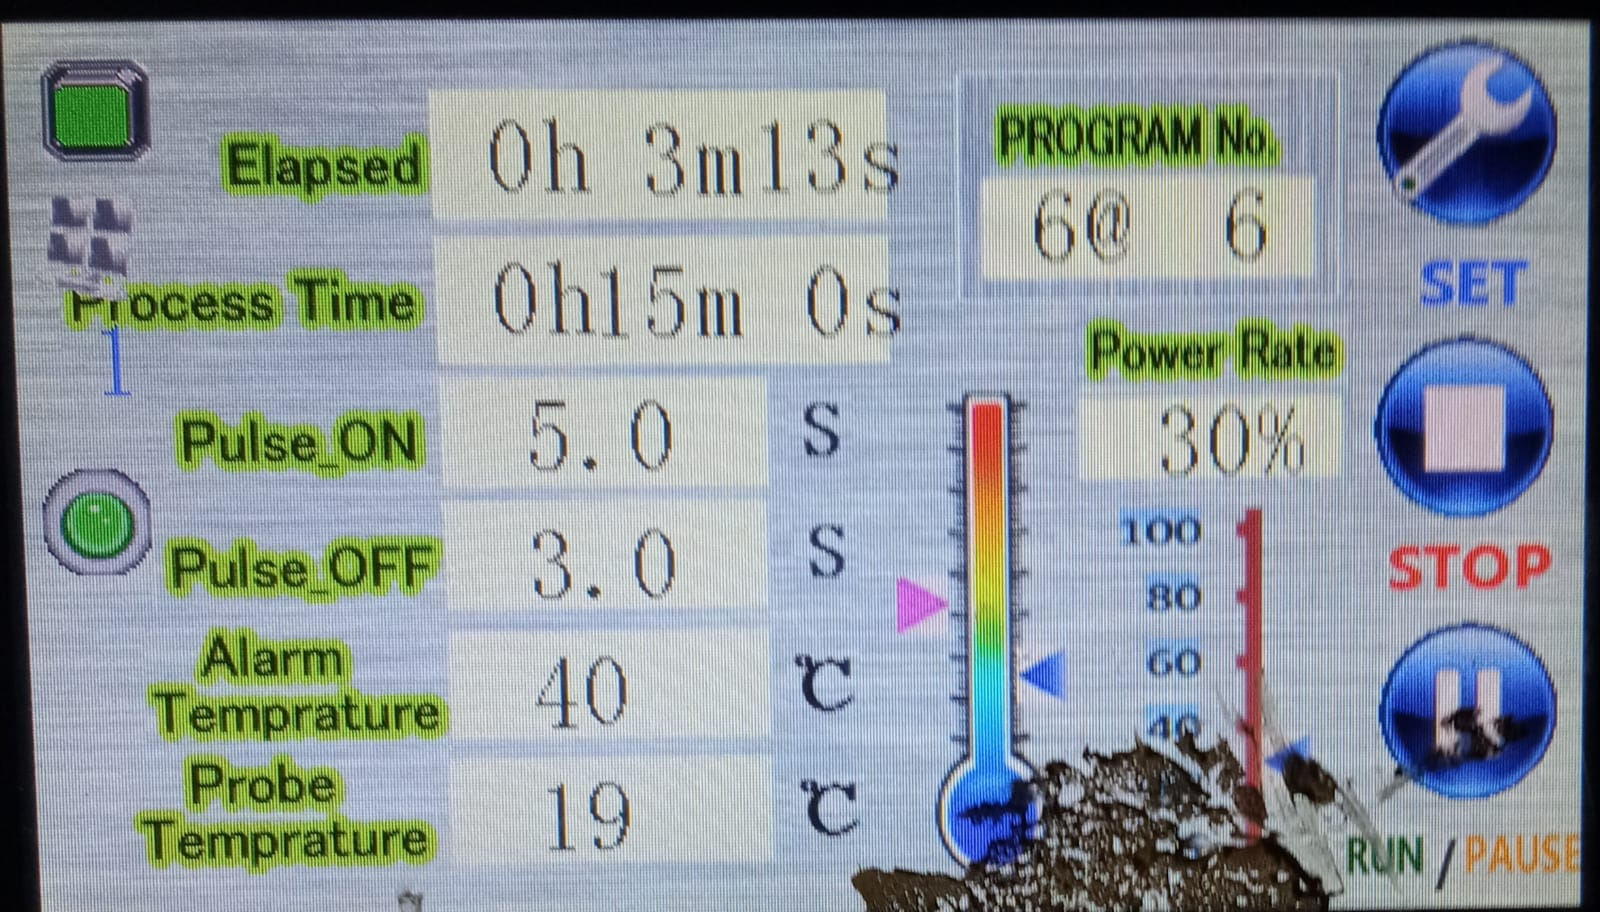 Elapsed 0h 3m13s
PROGRAM No.
6@ 6
SET
Process Time 0h15m 0s
1
Power Rate
30%
Pulse_ON 5.0 S
Pulse_OFF 3.0 S
100
80
60
40
STOP
Alarm
Temprature 40 ℃
Probe
Temprature 19 ℃
RUN / PAUSE